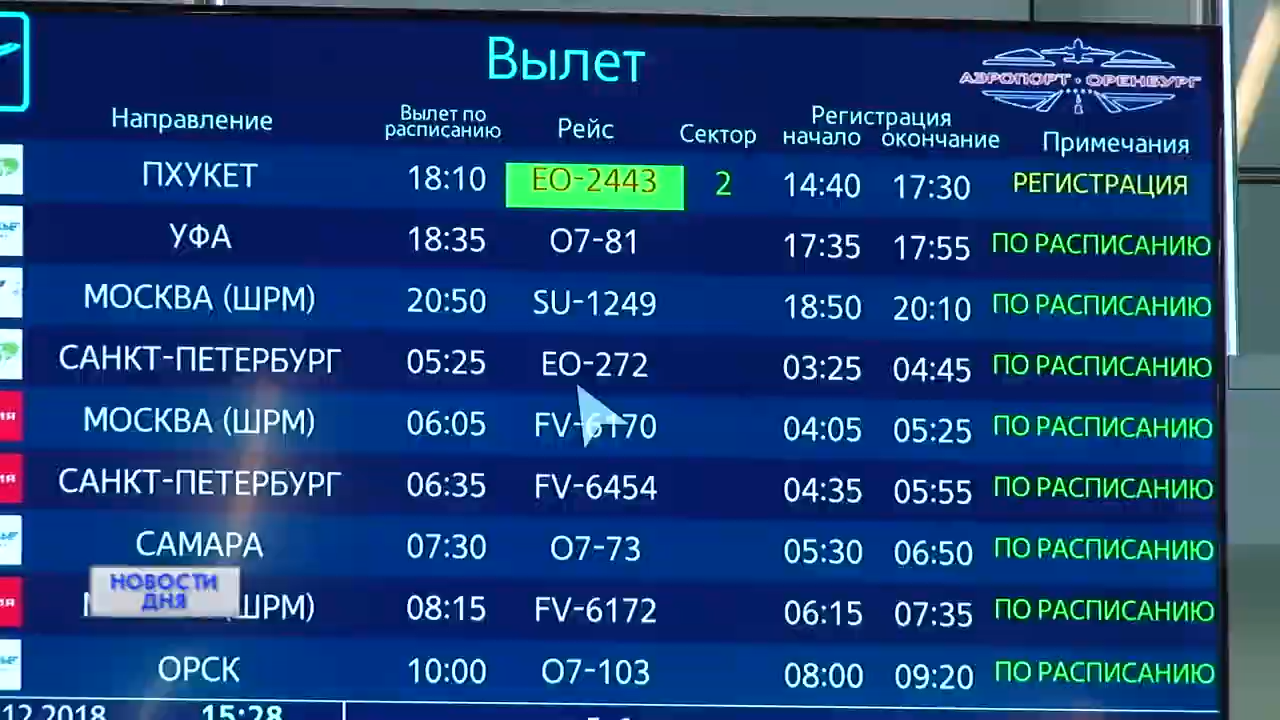 Вылет
АЭРОПОРТ · ОРЕНБУРГ
Направление Вылет по расписанию Рейс Сектор Регистрация начало окончание Примечания
ПХУКЕТ 18:10 EO-2443 2 14:40 17:30 РЕГИСТРАЦИЯ
УФА 18:35 O7-81 17:35 17:55 ПО РАСПИСАНИЮ
МОСКВА (ШРМ) 20:50 SU-1249 18:50 20:10 ПО РАСПИСАНИЮ
САНКТ-ПЕТЕРБУРГ 05:25 EO-272 03:25 04:45 ПО РАСПИСАНИЮ
МОСКВА (ШРМ) 06:05 FV-6170 04:05 05:25 ПО РАСПИСАНИЮ
САНКТ-ПЕТЕРБУРГ 06:35 FV-6454 04:35 05:55 ПО РАСПИСАНИЮ
САМАРА 07:30 O7-73 05:30 06:50 ПО РАСПИСАНИЮ
НОВОСТИ
ДНЯ
(ШРМ) 08:15 FV-6172 06:15 07:35 ПО РАСПИСАНИЮ
ОРСК 10:00 O7-103 08:00 09:20 ПО РАСПИСАНИЮ
12.2018 15:28